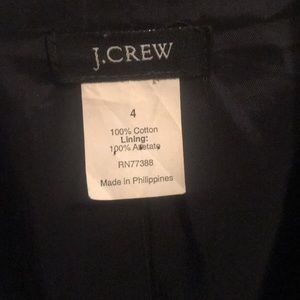 J.CREW
4
100% Cotton
Lining:
100% Acetate
RN77388
Made in Philippines